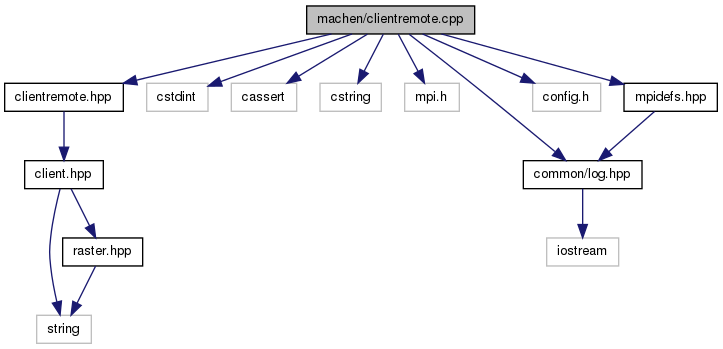 machen/clientremote.cpp
clientremote.hpp
cstdint
cassert
cstring
mpi.h
config.h
mpidefs.hpp
client.hpp
common/log.hpp
raster.hpp
iostream
string